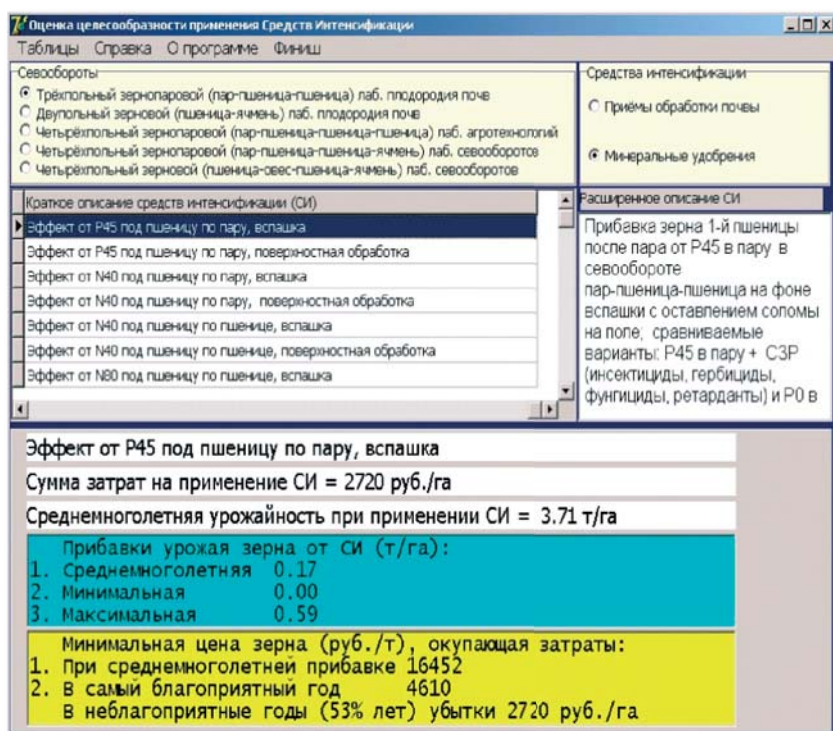 Оценка целесообразности применения Средств Интенсификации
Таблицы Справка О программе Финиш
Севообороты
Трёхпольный зернопаровой (пар-пшеница-пшеница) лаб. плодородия почв
Двупольный зерновой (пшеница-ячмень) лаб. плодородия почв
Четырёхпольный зернопаровой (пар-пшеница-пшеница-пшеница) лаб. агротехнологий
Четырёхпольный зернопаровой (пар-пшеница-пшеница-ячмень) лаб. севооборотов
Четырёхпольный зерновой (пшеница-овес-пшеница-ячмень) лаб. севооборотов
Средства интенсификации
Приёмы обработки почвы
Минеральные удобрения
Краткое описание средств интенсификации (СИ)
Эффект от P45 под пшеницу по пару, вспашка
Эффект от P45 под пшеницу по пару, поверхностная обработка
Эффект от N40 под пшеницу по пару, вспашка
Эффект от N40 под пшеницу по пару, поверхностная обработка
Эффект от N40 под пшеницу по пшенице, вспашка
Эффект от N40 под пшеницу по пшенице, поверхностная обработка
Эффект от N80 под пшеницу по пшенице, вспашка
Расширенное описание СИ
Прибавка зерна 1-й пшеницы
после пара от P45 в пару в
севообороте
пар-пшеница-пшеница на фоне
вспашки с оставлением соломы
на поле; сравниваемые
варианты: P45 в пару + СЗР
(инсектициды, гербициды,
фунгициды, ретарданты) и P0 в
Эффект от P45 под пшеницу по пару, вспашка
Сумма затрат на применение СИ = 2720 руб./га
Среднемноголетняя урожайность при применении СИ = 3.71 т/га
Прибавки урожая зерна от СИ (т/га):
1. Среднемноголетняя 0.17
2. Минимальная 0.00
3. Максимальная 0.59
Минимальная цена зерна (руб./т), окупающая затраты:
1. При среднемноголетней прибавке 16452
2. В самый благоприятный год 4610
В неблагоприятные годы (53% лет) убытки 2720 руб./га